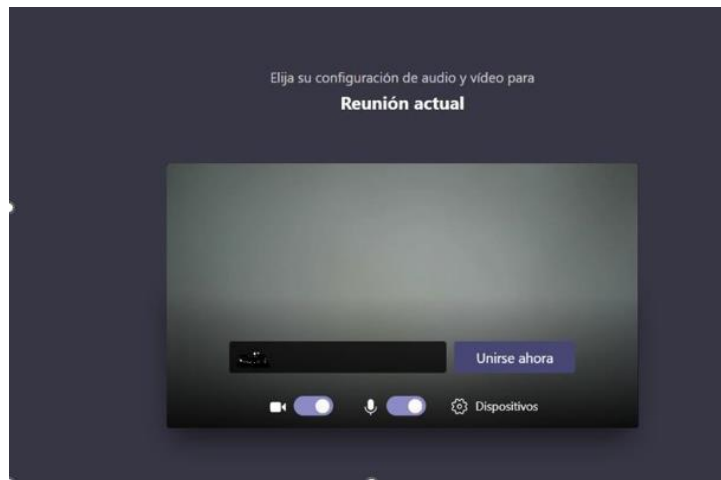 Elija su configuración de audio y vídeo para
Reunión actual
Unirse ahora
Dispositivos